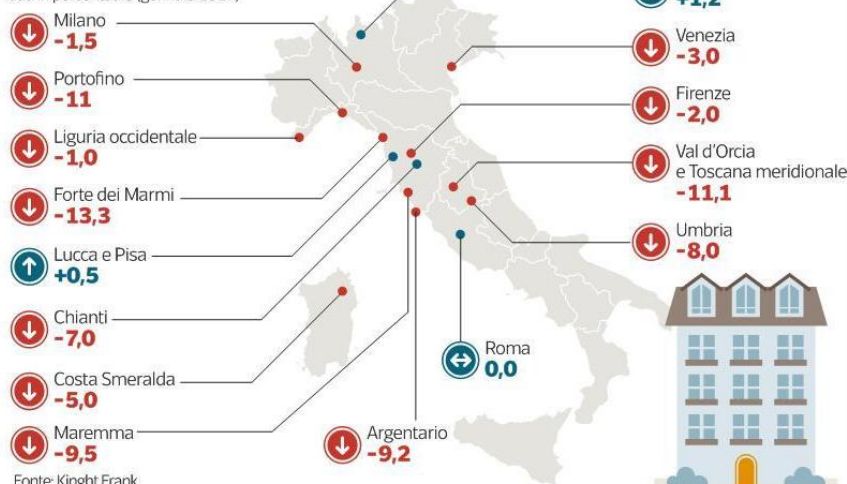 +1,2
Milano
-1,5
Portofino
-11
Liguria occidentale
-1,0
Forte dei Marmi
-13,3
Lucca e Pisa
+0,5
Chianti
-7,0
Costa Smeralda
-5,0
Maremma
-9,5
Venezia
-3,0
Firenze
-2,0
Val d'Orcia
e Toscana meridionale
-11,1
Umbria
-8,0
Roma
0,0
Argentario
-9,2
Fonte: Kinght Frank